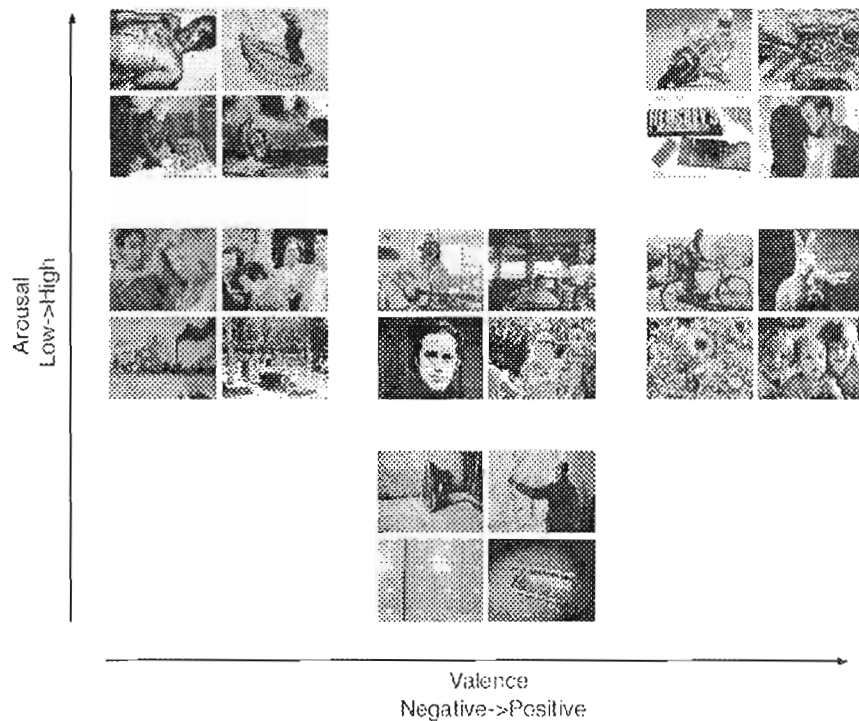 HERSHEY'S
Arousal
Low->High
Valence
Negative->Positive